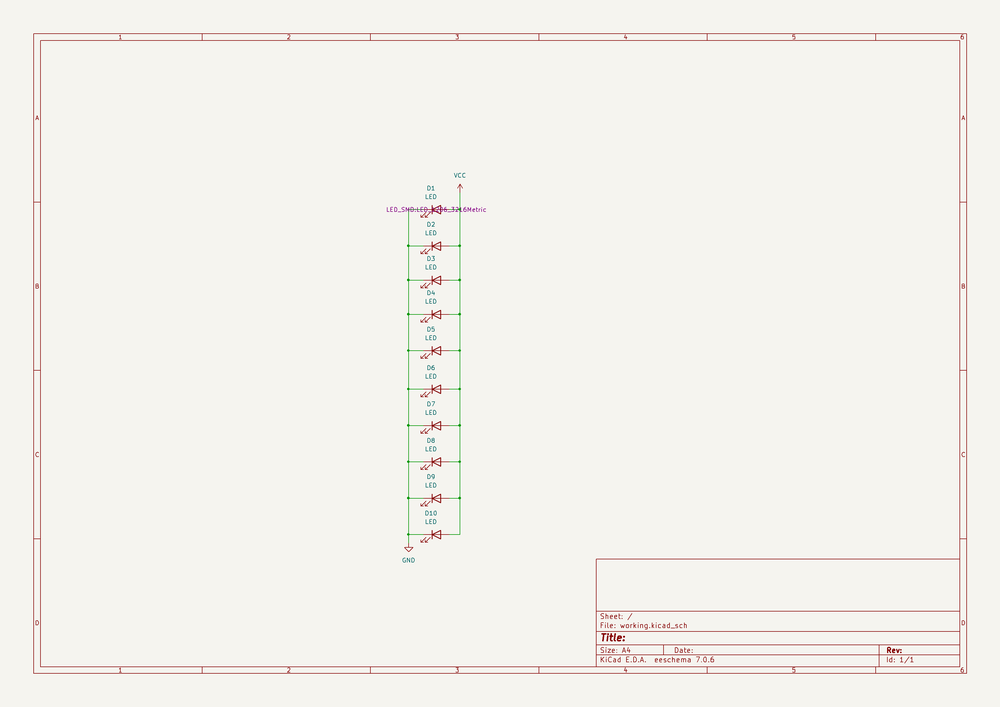 1 2 3 4 5 6
A A
VCC
D1
LED
LED_SMD:LED_1206_3216Metric
D2
LED
D3
LED
B B
D4
LED
D5
LED
D6
LED
D7
LED
D8
LED
C C
D9
LED
D10
LED
GND
Sheet: /
File: working.kicad_sch
Title:
D D
Size: A4 Date: Rev:
KiCad E.D.A. eeschema 7.0.6 Id: 1/1
1 2 3 4 5 6